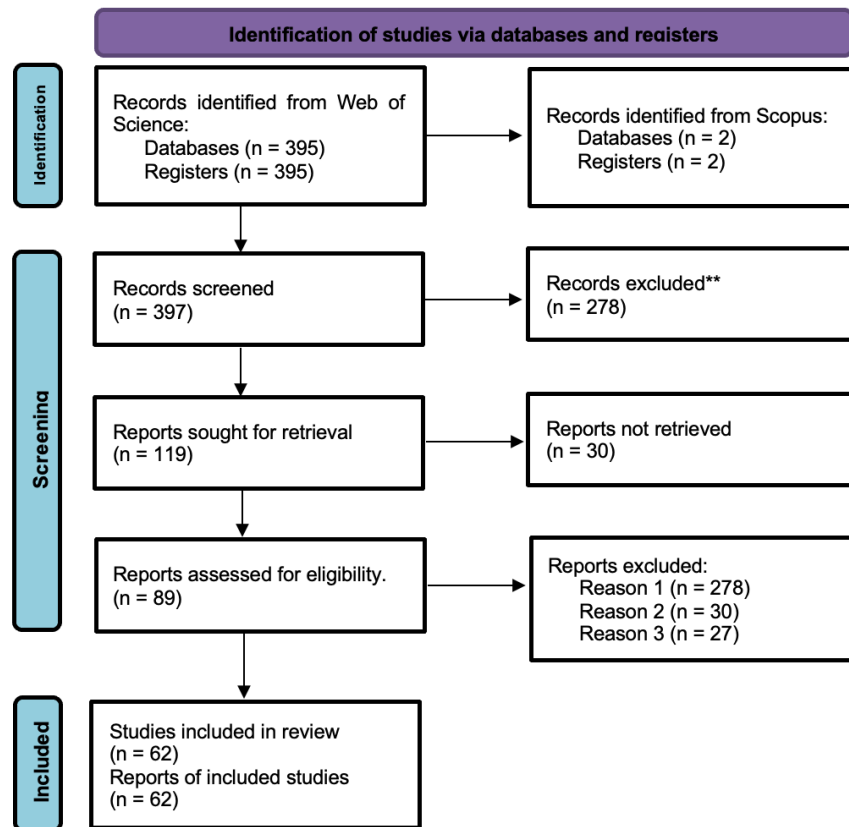 Identification of studies via databases and registers
Identification
Records identified from Web of
Science:
Databases (n = 395)
Registers (n = 395)
Records identified from Scopus:
Databases (n = 2)
Registers (n = 2)
Screening
Records screened
(n = 397)
Records excluded**
(n = 278)
Reports sought for retrieval
(n = 119)
Reports not retrieved
(n = 30)
Reports assessed for eligibility.
(n = 89)
Reports excluded:
Reason 1 (n = 278)
Reason 2 (n = 30)
Reason 3 (n = 27)
Included
Studies included in review
(n = 62)
Reports of included studies
(n = 62)